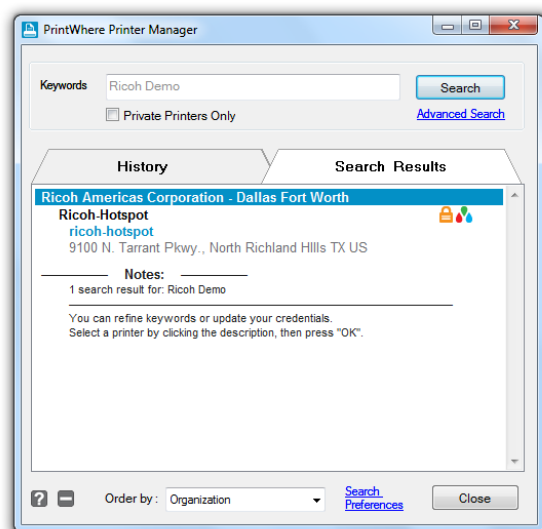 PrintWhere Printer Manager
Keywords
Ricoh Demo
Search
Private Printers Only
Advanced Search
History
Search Results
Ricoh Americas Corporation - Dallas Fort Worth
Ricoh-Hotspot
ricoh-hotspot
9100 N. Tarrant Pkwy., North Richland HIlls TX US
Notes:
1 search result for: Ricoh Demo
You can refine keywords or update your credentials.
Select a printer by clicking the description, then press "OK".
?
Order by :
Organization
Search
Preferences
Close